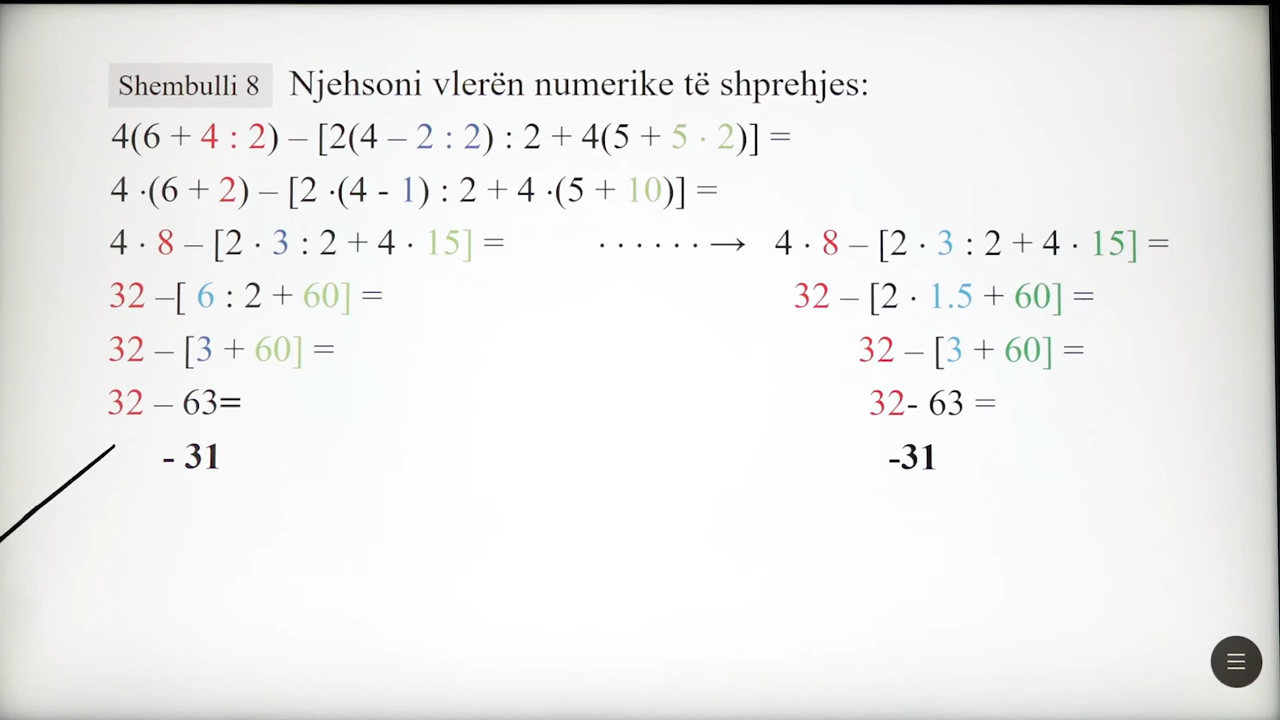 Shembulli 8 Njehsoni vlerën numerike të shprehjes:
4(6 + 4 : 2) – [2(4 – 2 : 2) : 2 + 4(5 + 5 · 2)] =
4 ·(6 + 2) – [2 ·(4 - 1) : 2 + 4 ·(5 + 10)] =
4 · 8 – [2 · 3 : 2 + 4 · 15] = · · · · · · → 4 · 8 – [2 · 3 : 2 + 4 · 15] =
32 –[ 6 : 2 + 60] = 32 – [2 · 1.5 + 60] =
32 – [3 + 60] = 32 – [3 + 60] =
32 – 63= 32- 63 =
- 31 -31